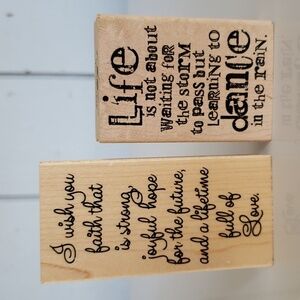 Life
is not about
waiting for
the storm
to pass but
learning to
dance
in the rain.
I wish you
faith that
is strong,
joyful hope
for the future,
and a lifetime
full of
Love.